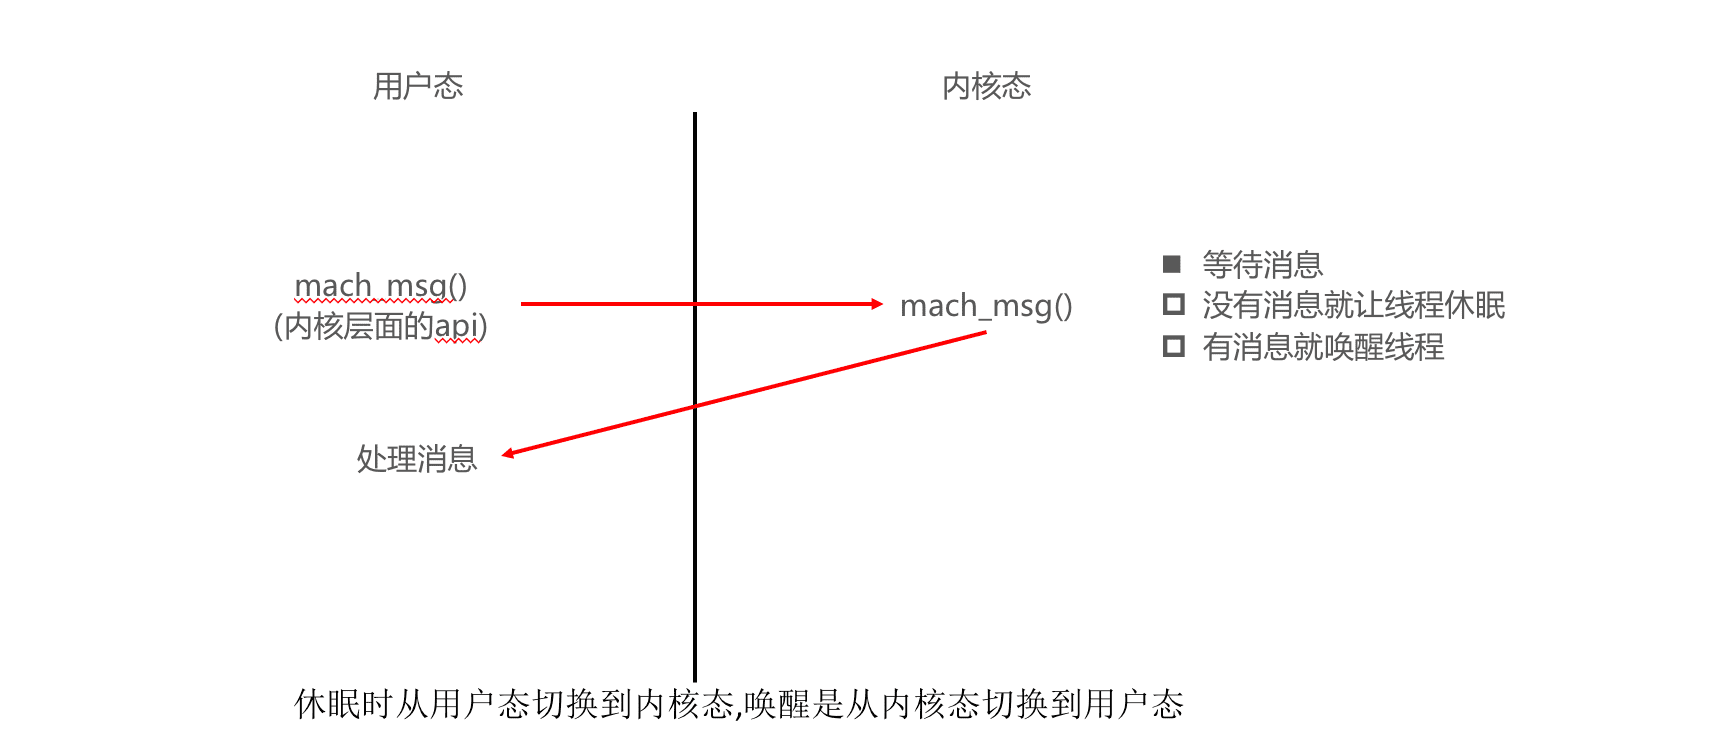 用户态
内核态
mach_msg()
(内核层面的api)
mach_msg()
等待消息
没有消息就让线程休眠
有消息就唤醒线程
处理消息
休眠时从用户态切换到内核态,唤醒是从内核态切换到用户态